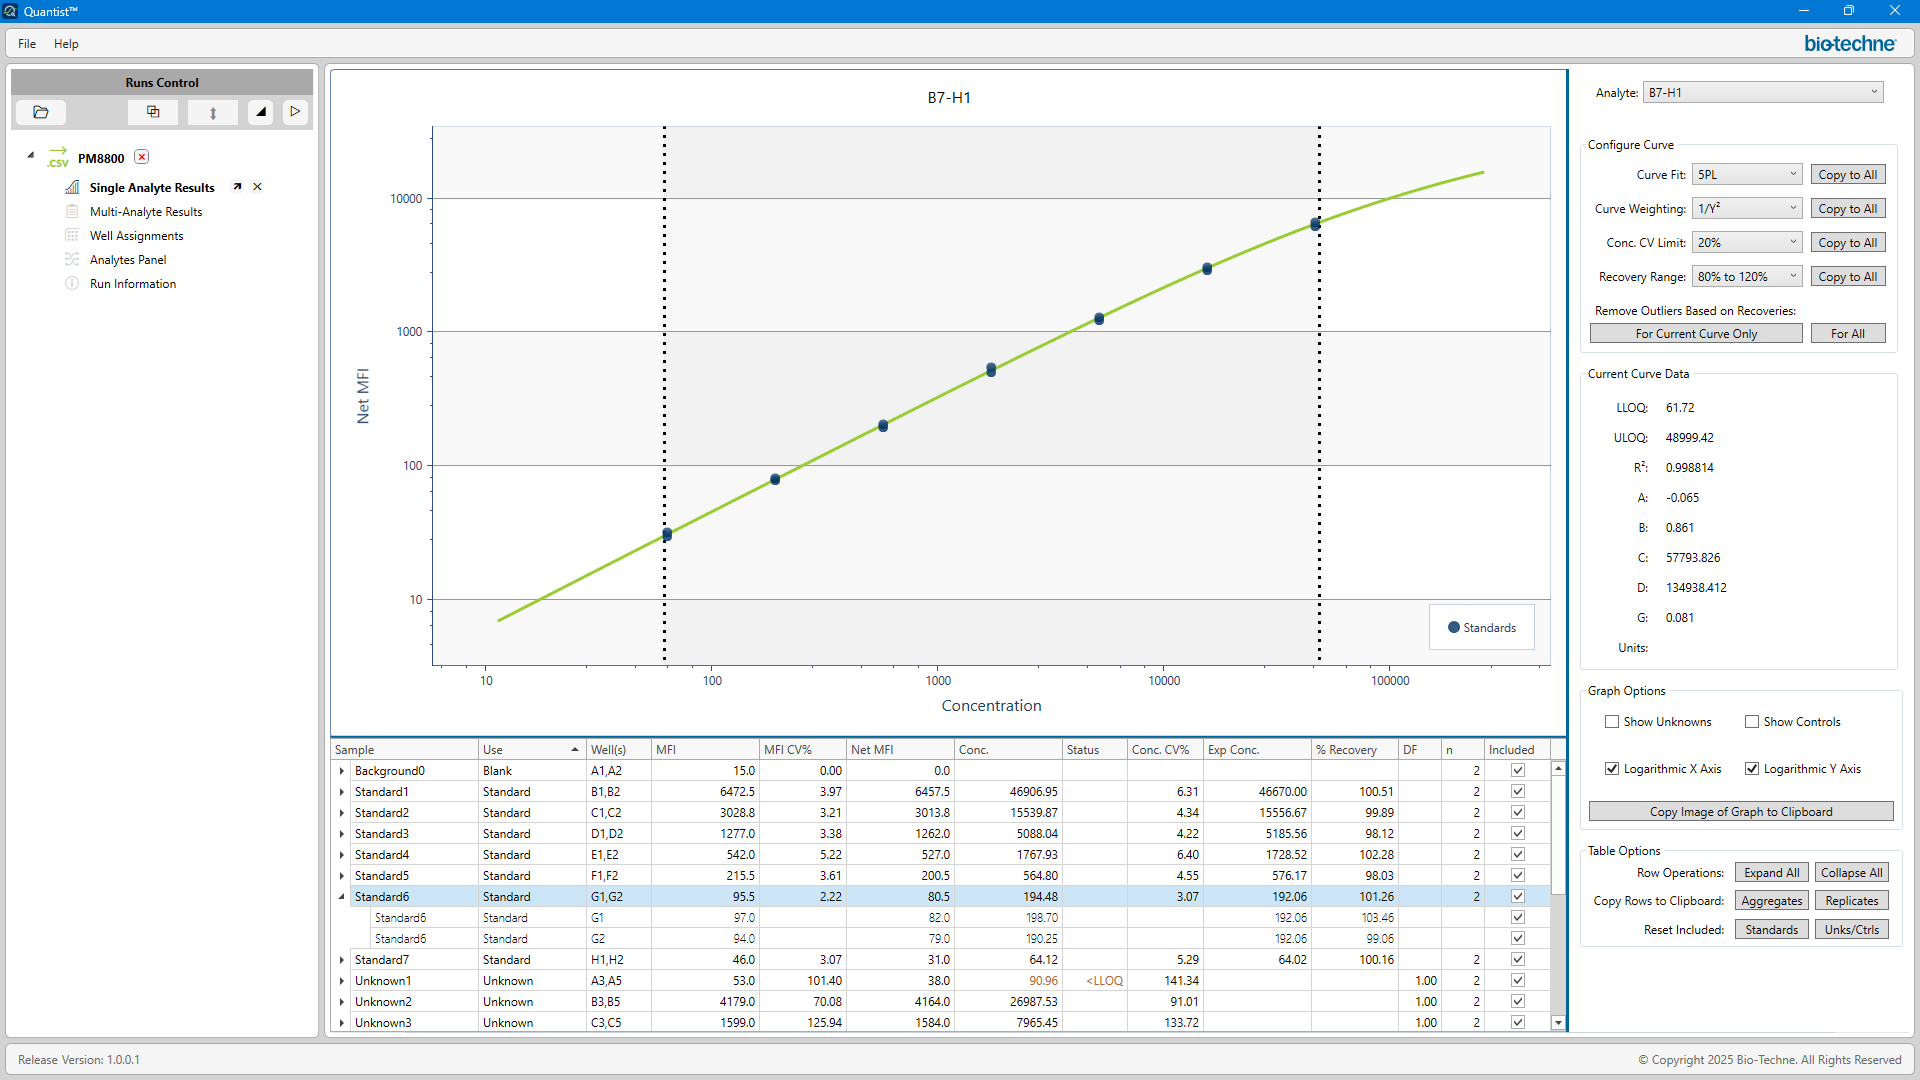 Quantist™
File Help
bio-techne
Runs Control
.csv PM8800
Single Analyte Results
Multi-Analyte Results
Well Assignments
Analytes Panel
Run Information
B7-H1
Net MFI
10000
1000
100
10
10 100 1000 10000 100000
Concentration
Standards
Sample Use Well(s) MFI MFI CV% Net MFI Conc. Status Conc. CV% Exp Conc. % Recovery DF n Included
Background0 Blank A1,A2 15.0 0.00 0.0 2
Standard1 Standard B1,B2 6472.5 3.97 6457.5 46906.95 6.31 46670.00 100.51 2
Standard2 Standard C1,C2 3028.8 3.21 3013.8 15539.87 4.34 15556.67 99.89 2
Standard3 Standard D1,D2 1277.0 3.38 1262.0 5088.04 4.22 5185.56 98.12 2
Standard4 Standard E1,E2 542.0 5.22 527.0 1767.93 6.40 1728.52 102.28 2
Standard5 Standard F1,F2 215.5 3.61 200.5 564.80 4.55 576.17 98.03 2
Standard6 Standard G1,G2 95.5 2.22 80.5 194.48 3.07 192.06 101.26 2
Standard6 Standard G1 97.0 82.0 198.70 192.06 103.46
Standard6 Standard G2 94.0 79.0 190.25 192.06 99.06
Standard7 Standard H1,H2 46.0 3.07 31.0 64.12 5.29 64.02 100.16 2
Unknown1 Unknown A3,A5 53.0 101.40 38.0 90.96 <LLOQ 141.34 1.00 2
Unknown2 Unknown B3,B5 4179.0 70.08 4164.0 26987.53 91.01 1.00 2
Unknown3 Unknown C3,C5 1599.0 125.94 1584.0 7965.45 133.72 1.00 2
Analyte: B7-H1
Configure Curve
Curve Fit: 5PL Copy to All
Curve Weighting: 1/Y² Copy to All
Conc. CV Limit: 20% Copy to All
Recovery Range: 80% to 120% Copy to All
Remove Outliers Based on Recoveries:
For Current Curve Only For All
Current Curve Data
LLOQ: 61.72
ULOQ: 48999.42
R²: 0.998814
A: -0.065
B: 0.861
C: 57793.826
D: 134938.412
G: 0.081
Units:
Graph Options
Show Unknowns Show Controls
Logarithmic X Axis Logarithmic Y Axis
Copy Image of Graph to Clipboard
Table Options
Row Operations: Expand All Collapse All
Copy Rows to Clipboard: Aggregates Replicates
Reset Included: Standards Unks/Ctrls
Release Version: 1.0.0.1
© Copyright 2025 Bio-Techne. All Rights Reserved